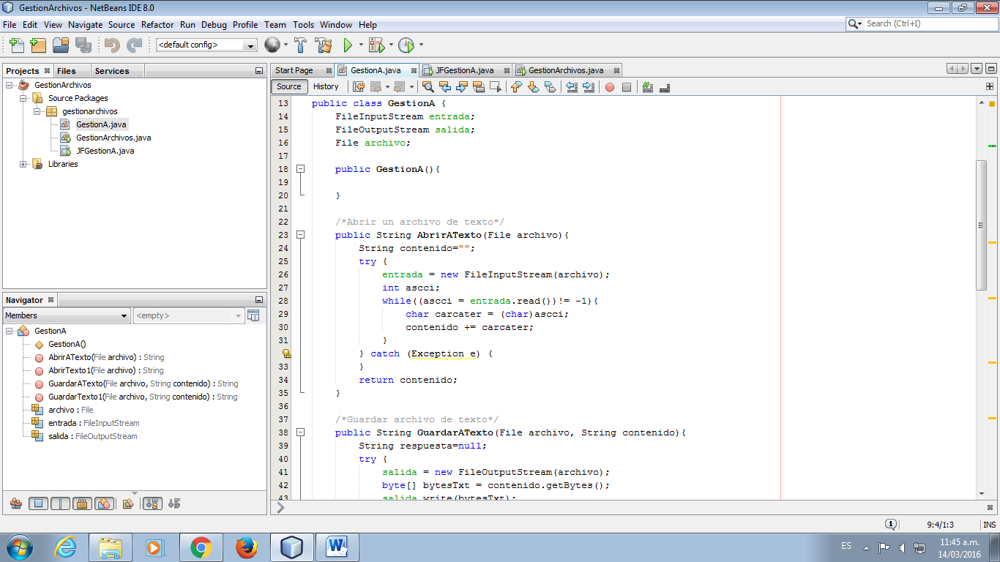 GestionArchivos - NetBeans IDE 8.0
File Edit View Navigate Source Refactor Run Debug Profile Team Tools Window Help
Search (Ctrl+I)
<default config>
Projects Files Services
GestionArchivos
Source Packages
gestionarchivos
GestionA.java
GestionArchivos.java
JFGestionA.java
Libraries
Navigator
Members <empty>
GestionA
GestionA()
AbrirATexto(File archivo) : String
AbrirTexto1(File archivo) : String
GuardarATexto(File archivo, String contenido) : String
GuardarTexto1(File archivo, String contenido) : String
archivo : File
entrada : FileInputStream
salida : FileOutputStream
Start Page GestionA.java JFGestionA.java GestionArchivos.java
Source History
13 public class GestionA {
14 FileInputStream entrada;
15 FileOutputStream salida;
16 File archivo;
17
18 public GestionA(){
19
20 }
21
22 /*Abrir un archivo de texto*/
23 public String AbrirATexto(File archivo){
24 String contenido="";
25 try {
26 entrada = new FileInputStream(archivo);
27 int ascci;
28 while((ascci = entrada.read())!= -1){
29 char carcater = (char)ascci;
30 contenido += carcater;
31 }
} catch (Exception e) {
33 }
34 return contenido;
35 }
36
37 /*Guardar archivo de texto*/
38 public String GuardarATexto(File archivo, String contenido){
39 String respuesta=null;
40 try {
41 salida = new FileOutputStream(archivo);
42 byte[] bytesTxt = contenido.getBytes();
43 salida.write(bytesTxt);
1 9:4/1:3 INS
ES 11:45 a.m.
14/03/2016